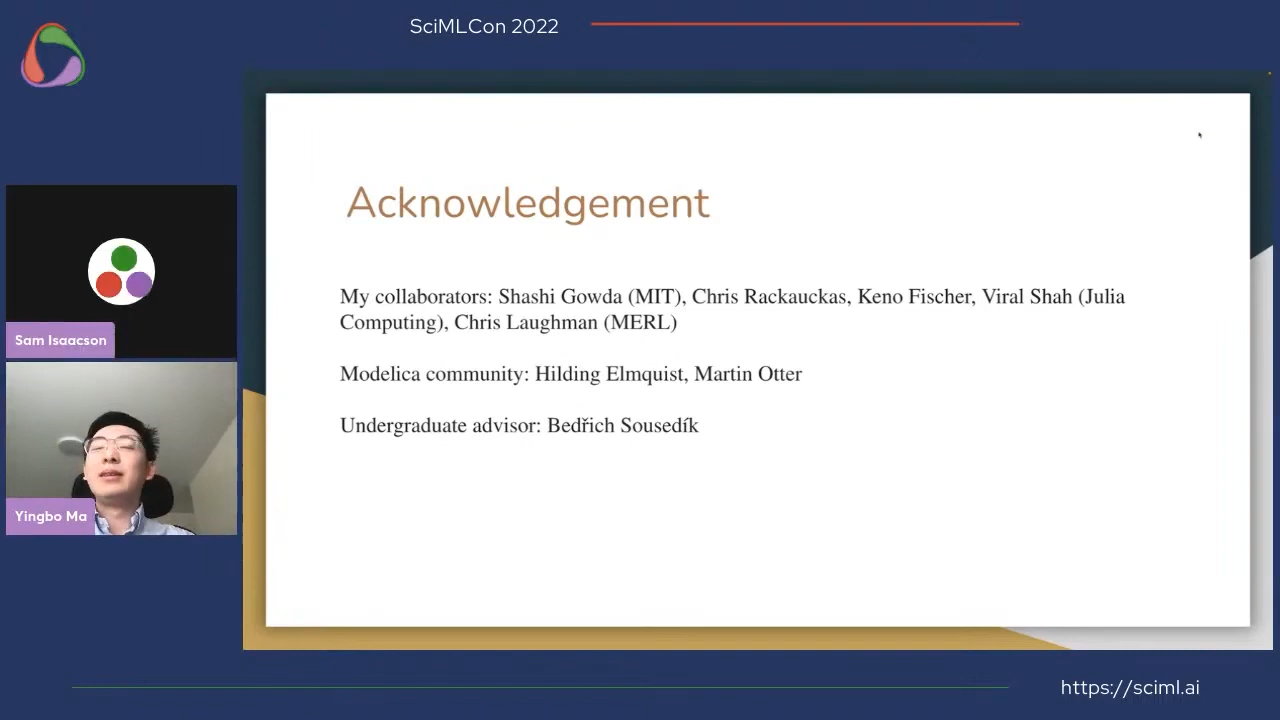 SciMLCon 2022
Acknowledgement
My collaborators: Shashi Gowda (MIT), Chris Rackauckas, Keno Fischer, Viral Shah (Julia
Computing), Chris Laughman (MERL)
Modelica community: Hilding Elmquist, Martin Otter
Undergraduate advisor: Bedřich Sousedík
Sam Isaacson
Yingbo Ma
https://sciml.ai